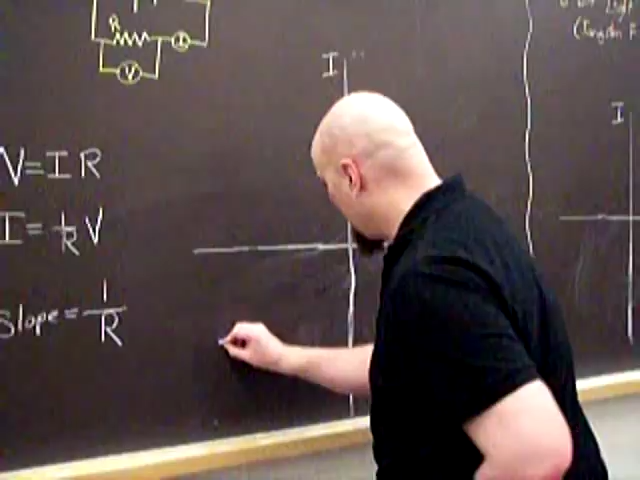 R
I
V
I
V=IR
I=1/R V
Slope=1/R
I